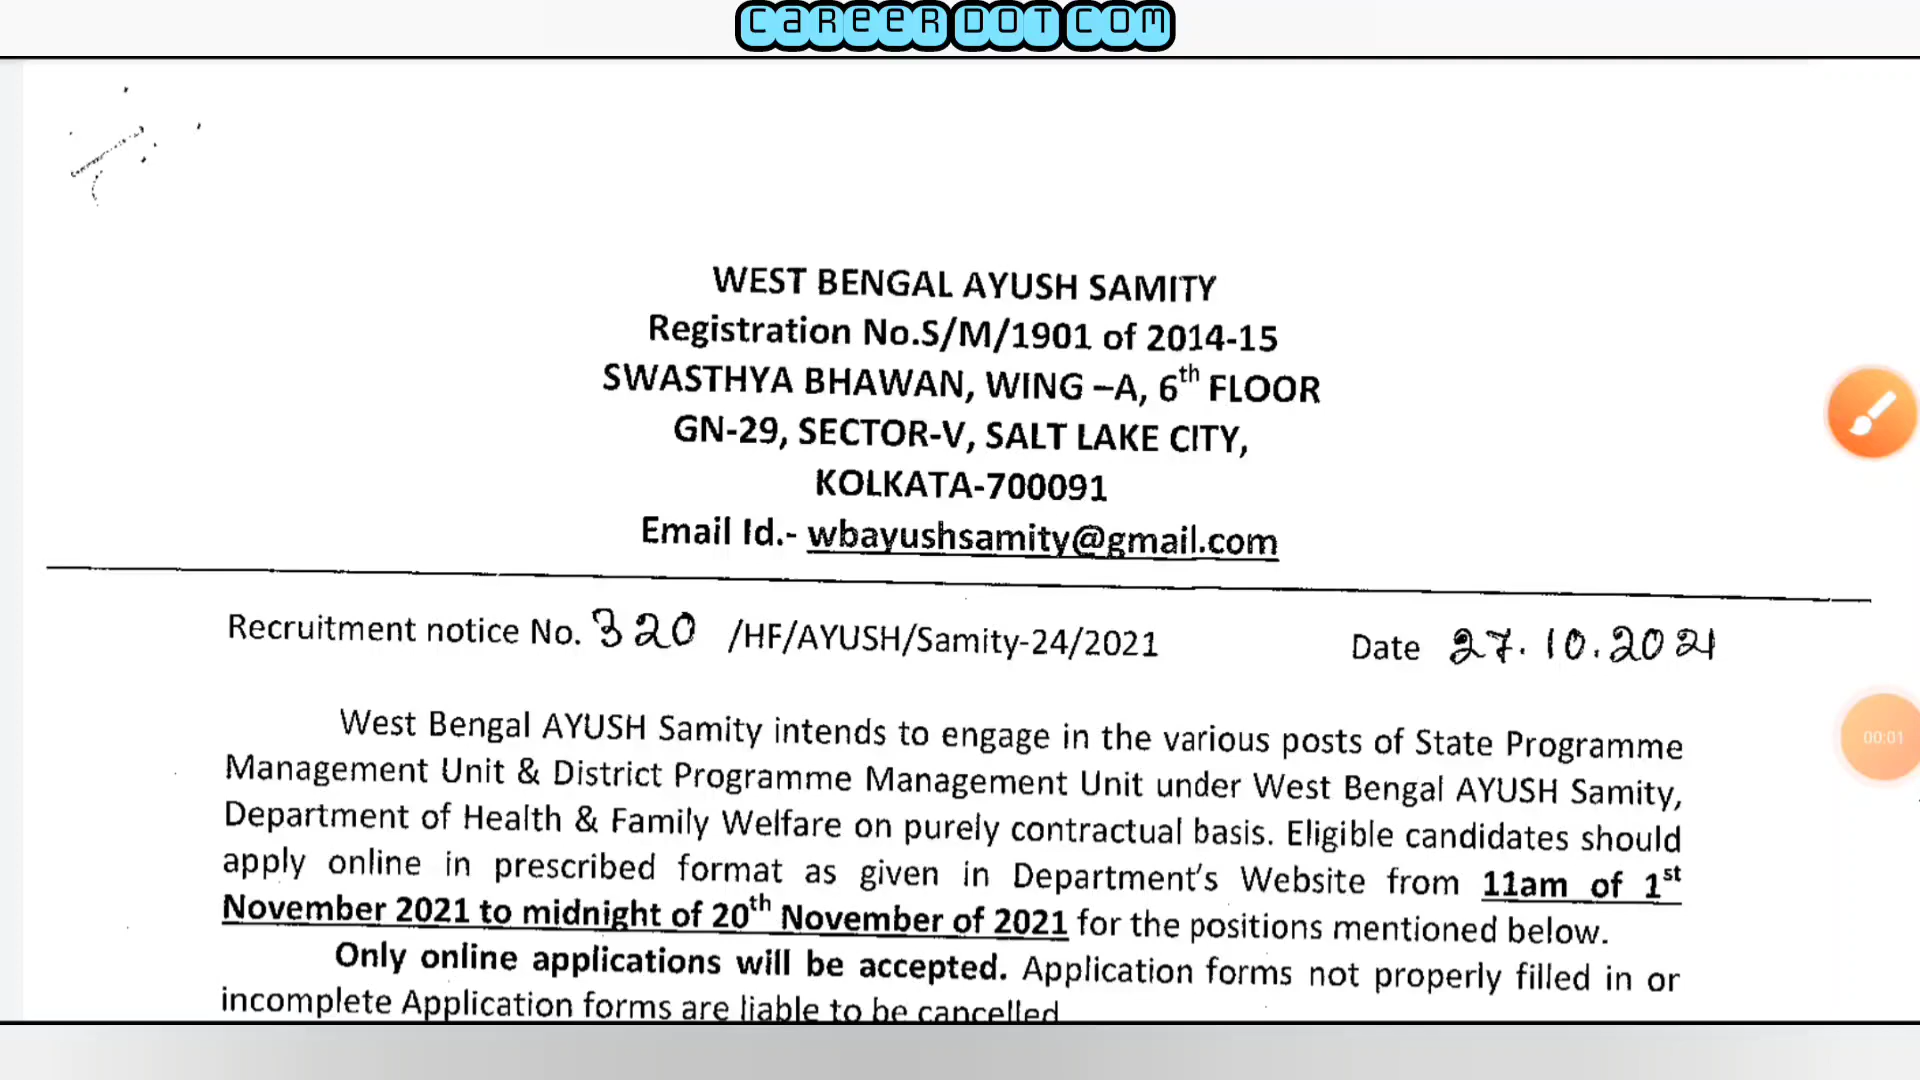 CAREER DOT COM
WEST BENGAL AYUSH SAMITY
Registration No.S/M/1901 of 2014-15
SWASTHYA BHAWAN, WING –A, 6th FLOOR
GN-29, SECTOR-V, SALT LAKE CITY,
KOLKATA-700091
Email Id.- wbayushsamity@gmail.com
Recruitment notice No. 320 /HF/AYUSH/Samity-24/2021 Date 27.10.2021
00:01
West Bengal AYUSH Samity intends to engage in the various posts of State Programme
Management Unit & District Programme Management Unit under West Bengal AYUSH Samity,
Department of Health & Family Welfare on purely contractual basis. Eligible candidates should
apply online in prescribed format as given in Department's Website from 11am of 1st
November 2021 to midnight of 20th November of 2021 for the positions mentioned below.
Only online applications will be accepted. Application forms not properly filled in or
incomplete Application forms are liable to be cancelled